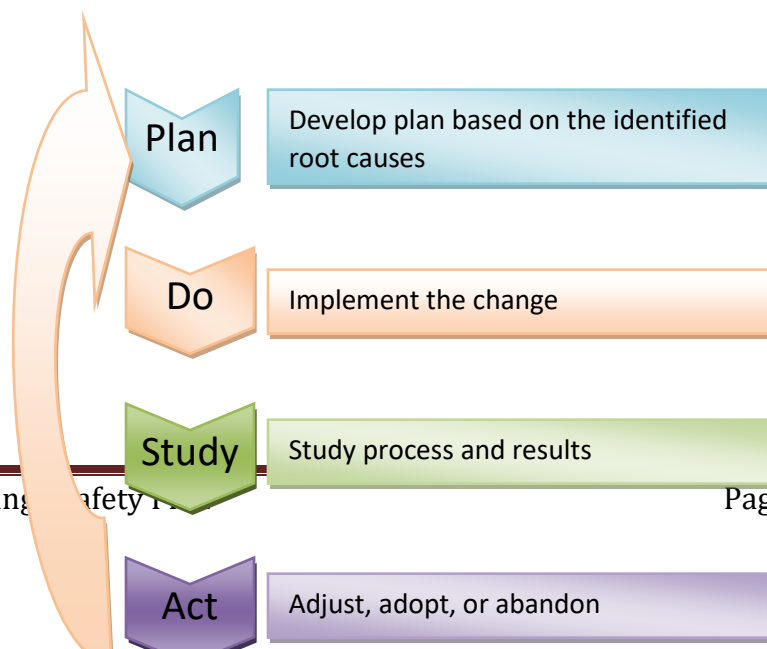 Plan
Develop plan based on the identified
root causes
Do
Implement the change
Study
Study process and results
Act
Adjust, adopt, or abandon